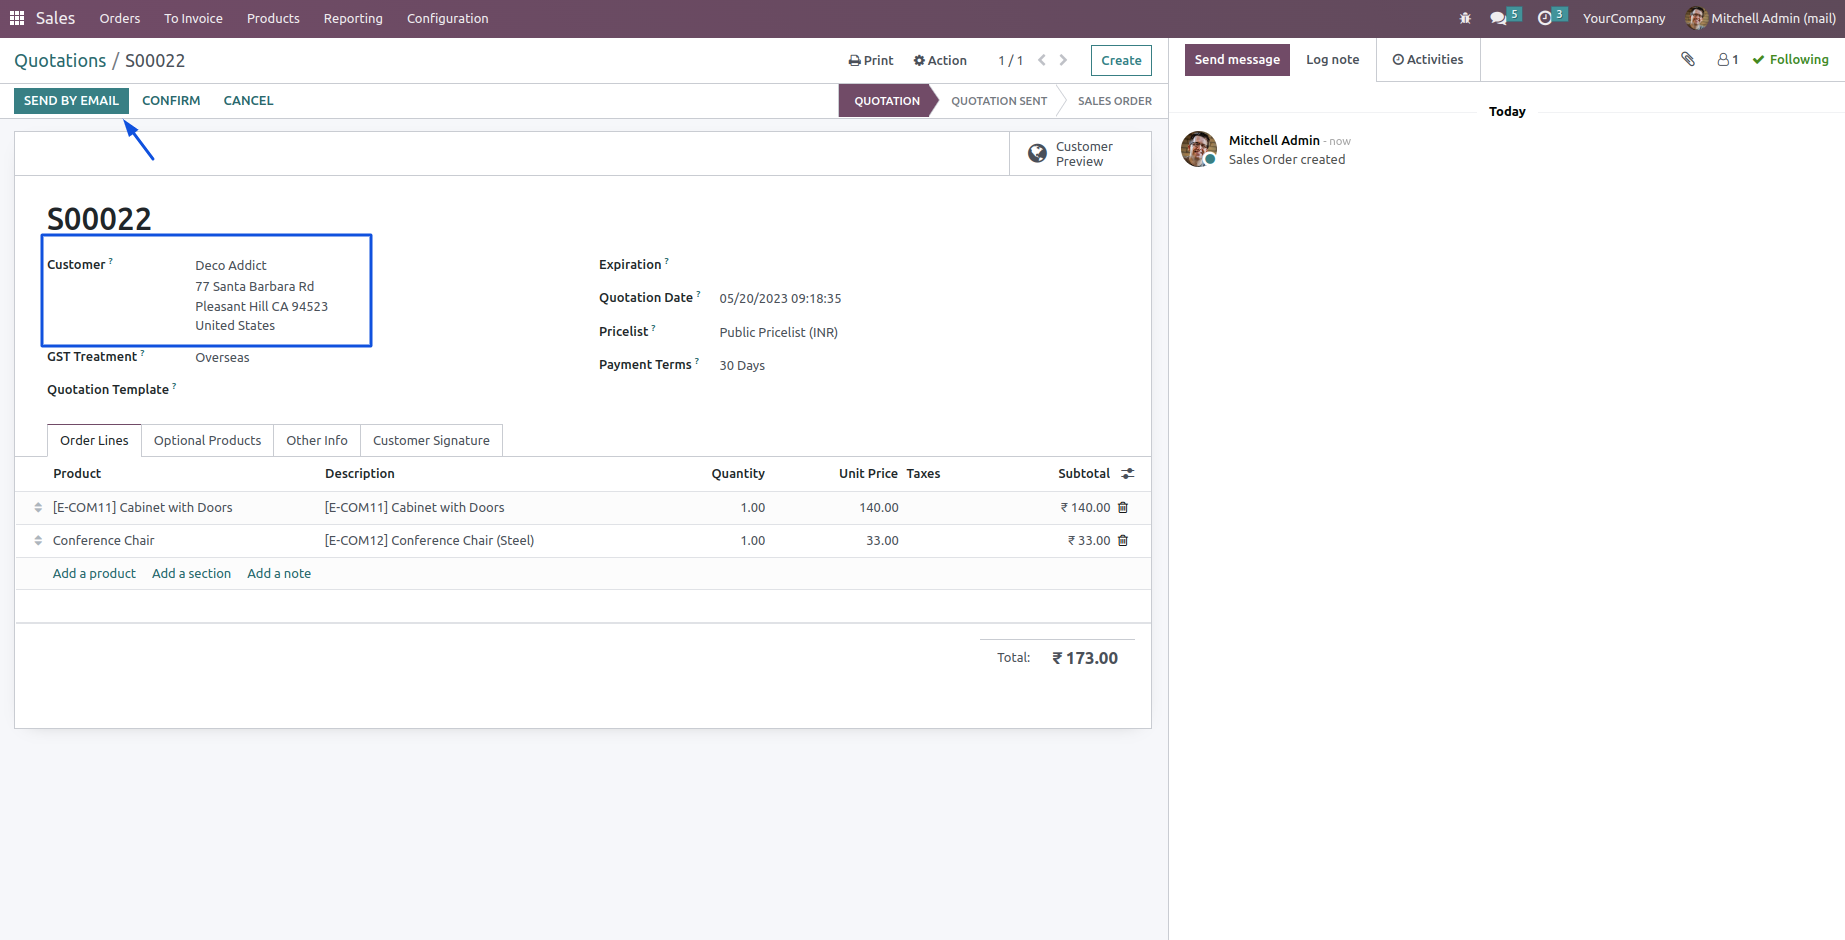 Sales Orders To Invoice Products Reporting Configuration 5 3 YourCompany Mitchell Admin (mail)
Quotations / S00022 Print Action 1 / 1 Create
Send message Log note Activities 1 Following
SEND BY EMAIL CONFIRM CANCEL QUOTATION QUOTATION SENT SALES ORDER
Today
Mitchell Admin - now
Sales Order created
Customer
Preview
S00022
Customer ? Deco Addict
77 Santa Barbara Rd
Pleasant Hill CA 94523
United States
GST Treatment ? Overseas
Quotation Template ?
Expiration ?
Quotation Date ? 05/20/2023 09:18:35
Pricelist ? Public Pricelist (INR)
Payment Terms ? 30 Days
Order Lines Optional Products Other Info Customer Signature
Product Description Quantity Unit Price Taxes Subtotal
[E-COM11] Cabinet with Doors [E-COM11] Cabinet with Doors 1.00 140.00 ₹ 140.00
Conference Chair [E-COM12] Conference Chair (Steel) 1.00 33.00 ₹ 33.00
Add a product Add a section Add a note
Total: ₹ 173.00